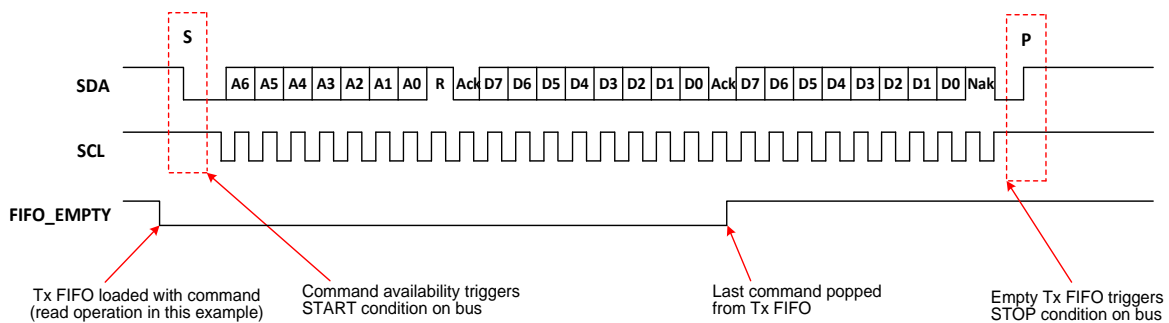 S
P
SDA
A6 A5 A4 A3 A2 A1 A0 R Ack D7 D6 D5 D4 D3 D2 D1 D0 Ack D7 D6 D5 D4 D3 D2 D1 D0 Nak
SCL
FIFO_EMPTY
Tx FIFO loaded with command
(read operation in this example)
Command availability triggers
START condition on bus
Last command popped
from Tx FIFO
Empty Tx FIFO triggers
STOP condition on bus